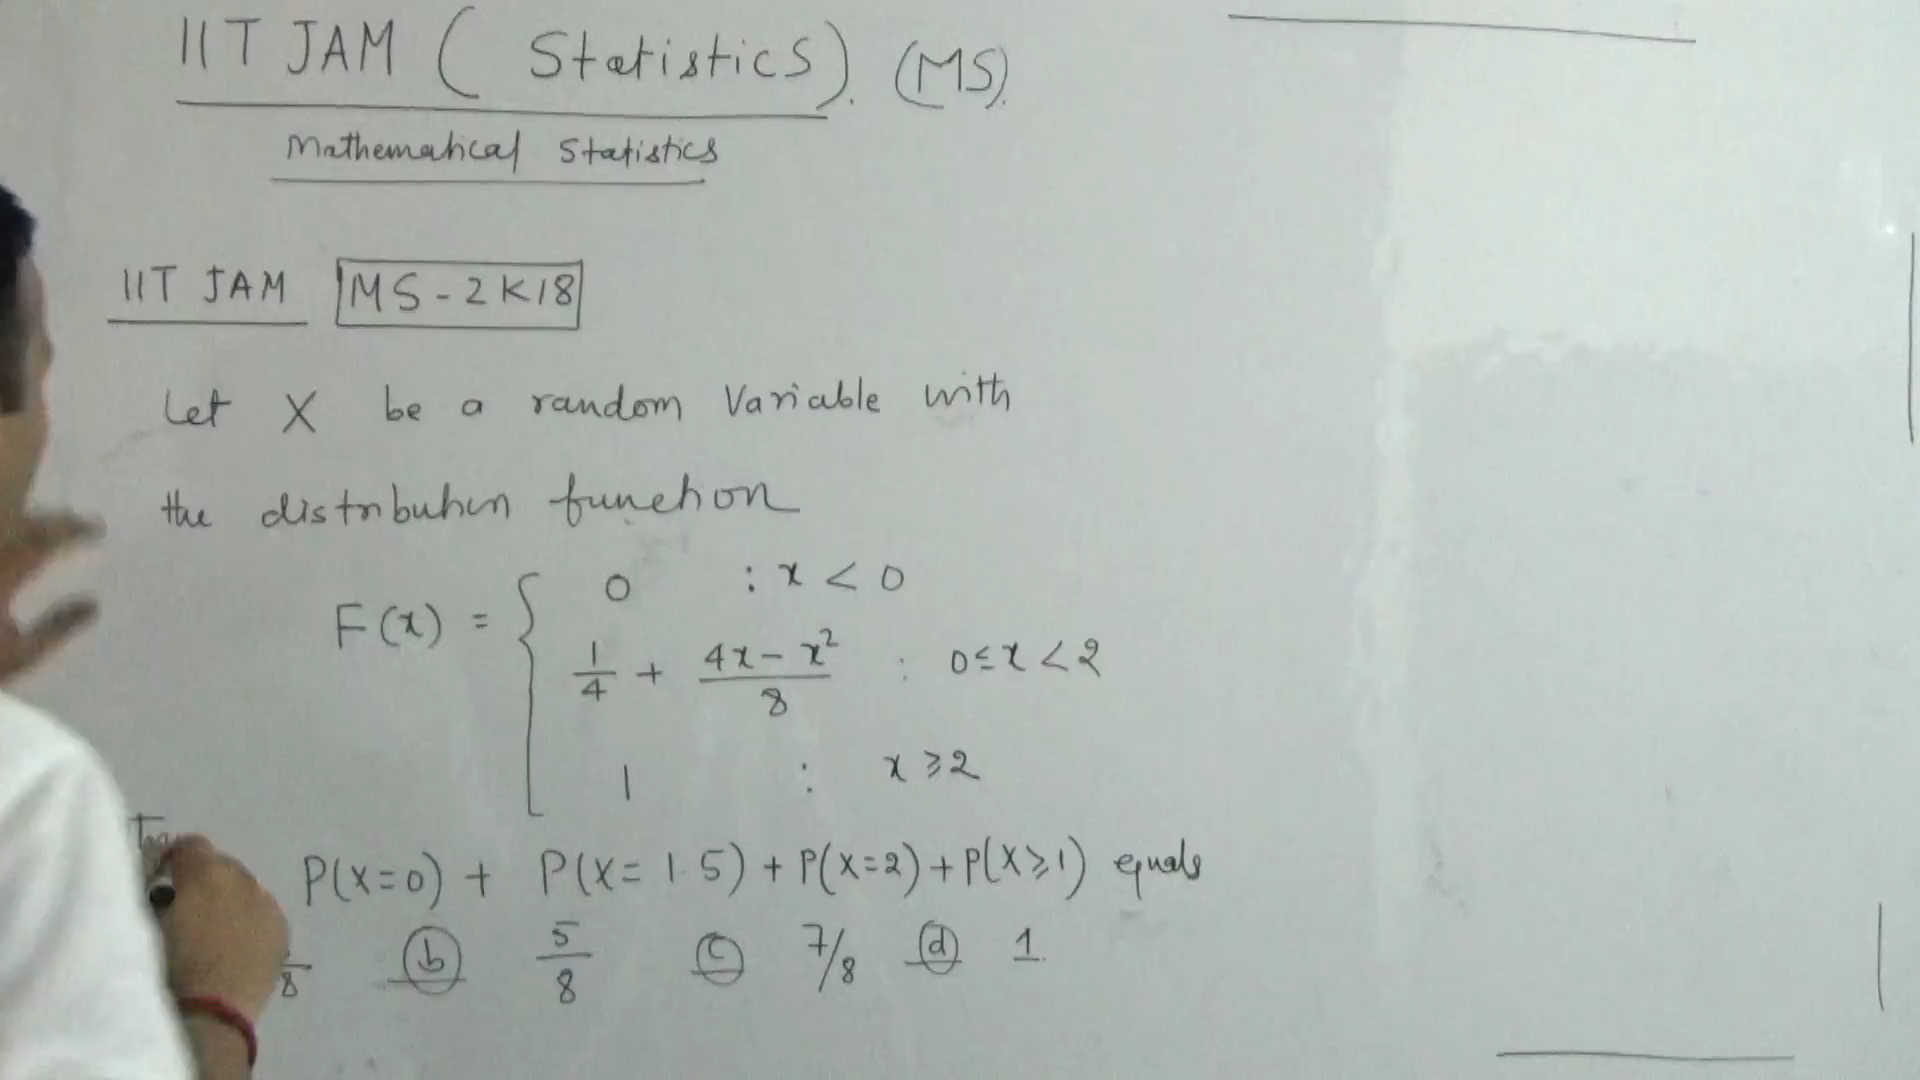 IIT JAM ( Statistics). (MS).
Mathematical Statistics
IIT JAM MS-2K18
Let X be a random Variable with
the distribution function
F(x) = { 0 : x < 0
1/4 + (4x - x²)/8 : 0 ≤ x < 2
1 : x ≥ 2
P(X=0) + P(X= 1.5) + P(X=2) + P(X≥1) equals
8 (b) 5/8 (c) 7/8 (d) 1.